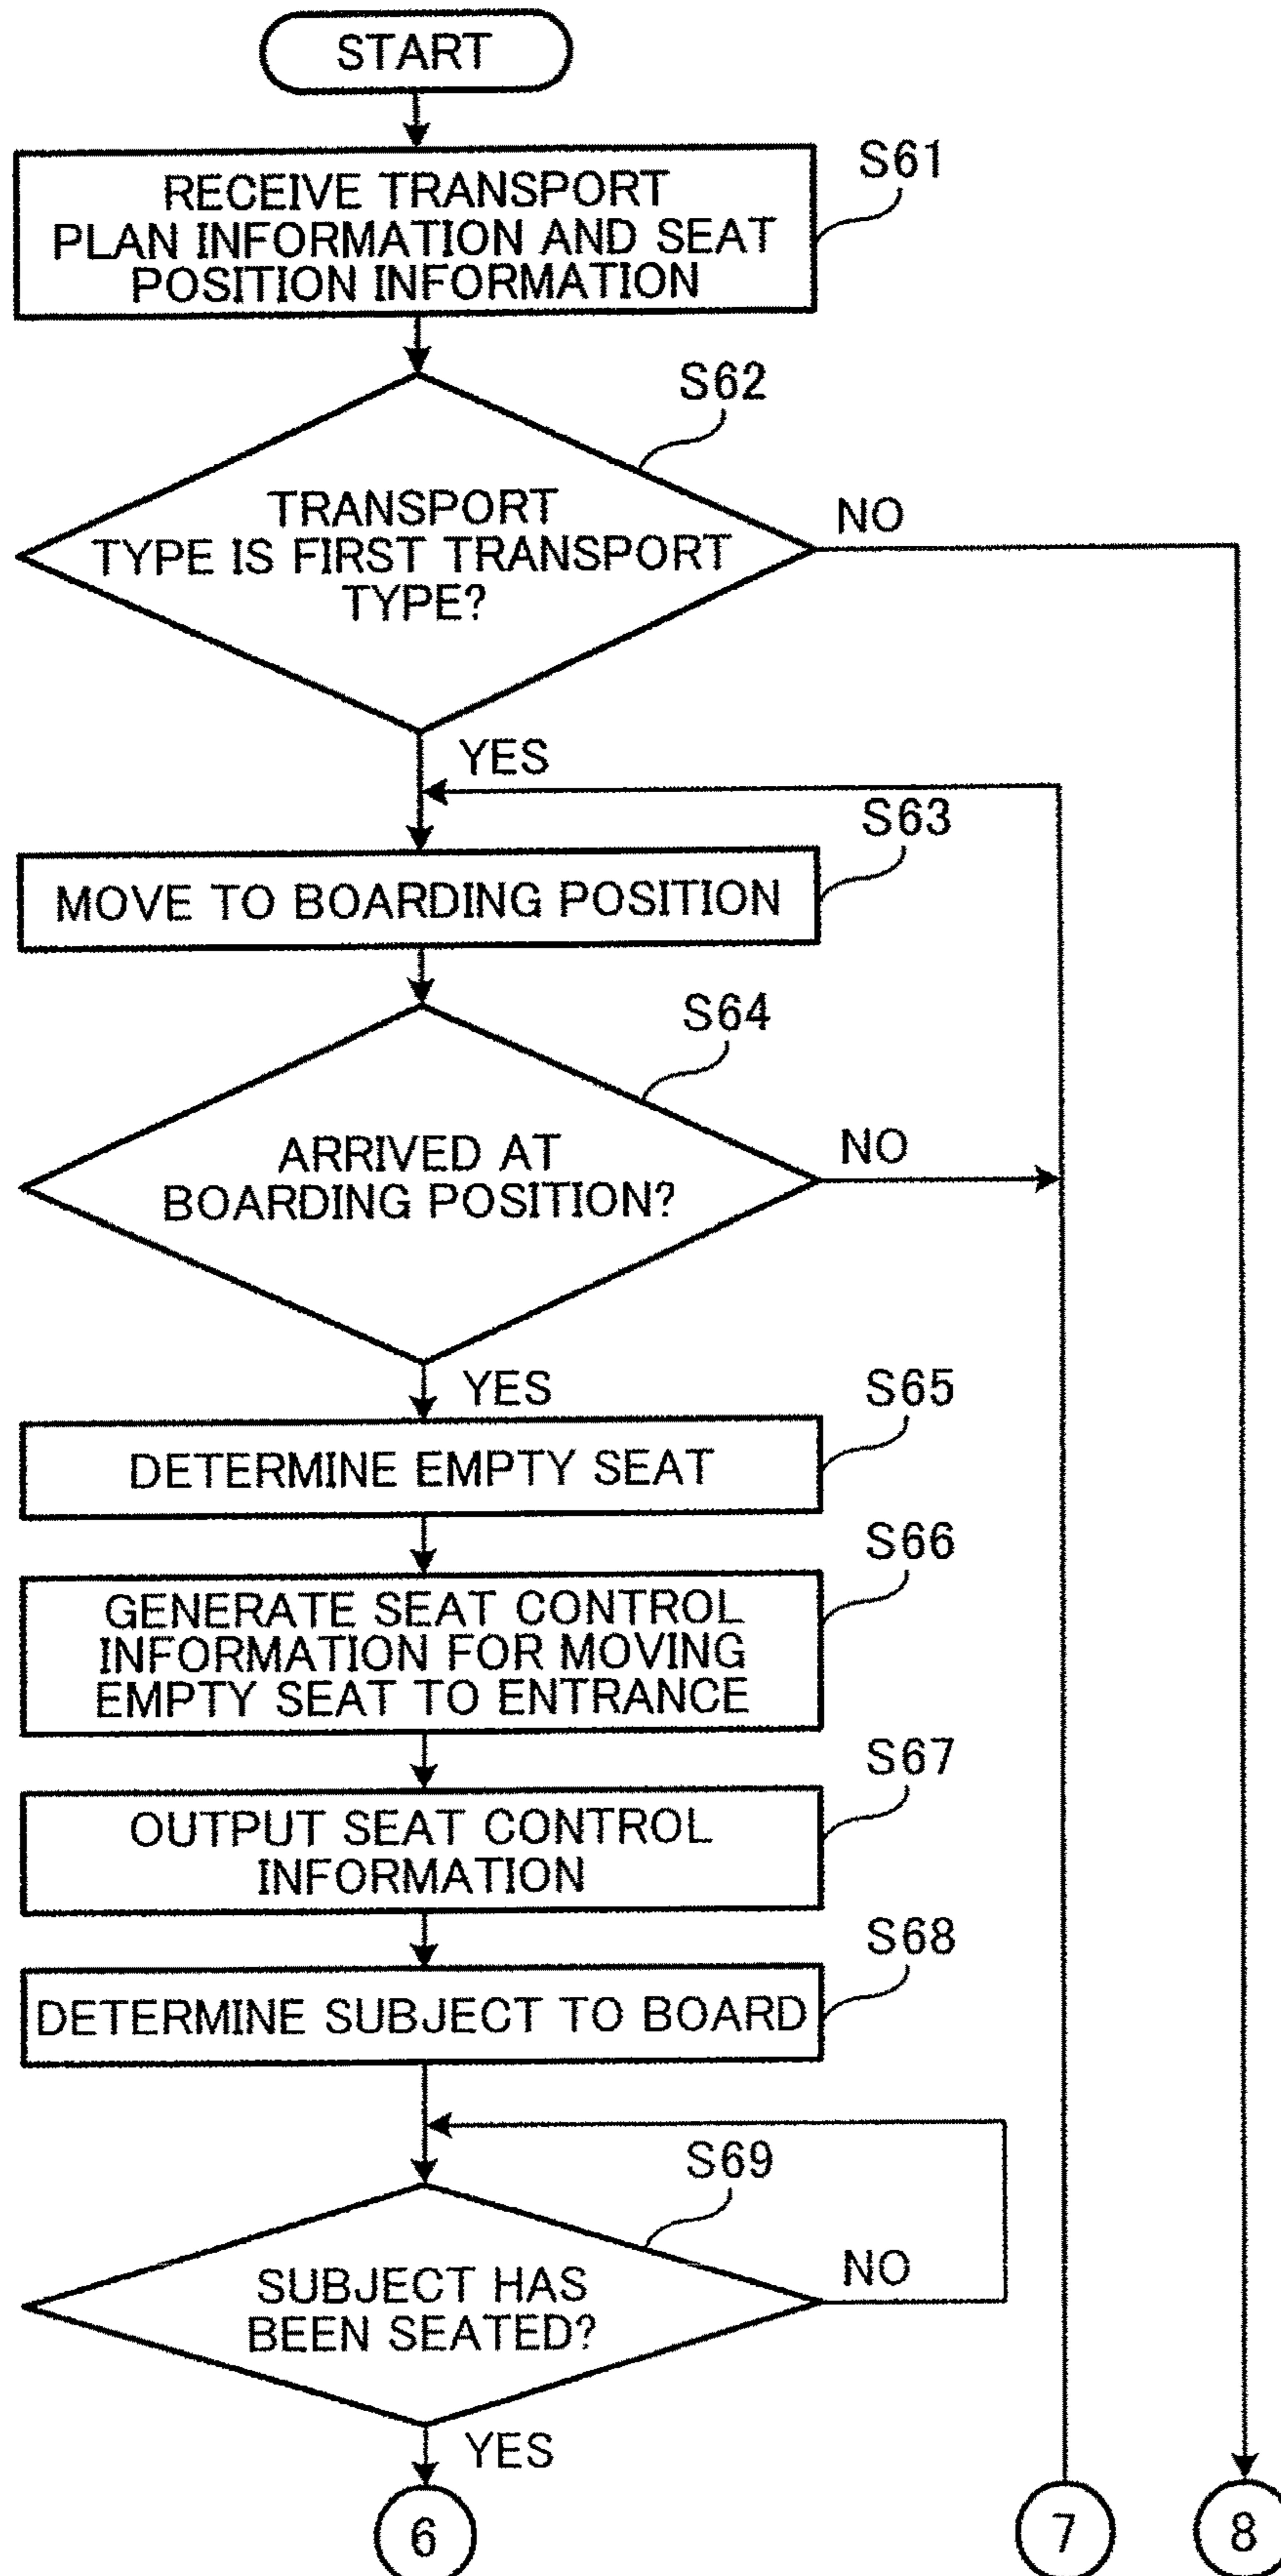 START
S61
RECEIVE TRANSPORT
PLAN INFORMATION AND SEAT
POSITION INFORMATION
S62
TRANSPORT
TYPE IS FIRST TRANSPORT
TYPE?
NO
YES
S63
MOVE TO BOARDING POSITION
S64
ARRIVED AT
BOARDING POSITION?
NO
YES
S65
DETERMINE EMPTY SEAT
S66
GENERATE SEAT CONTROL
INFORMATION FOR MOVING
EMPTY SEAT TO ENTRANCE
S67
OUTPUT SEAT CONTROL
INFORMATION
S68
DETERMINE SUBJECT TO BOARD
S69
SUBJECT HAS
BEEN SEATED?
NO
YES
6
7
8